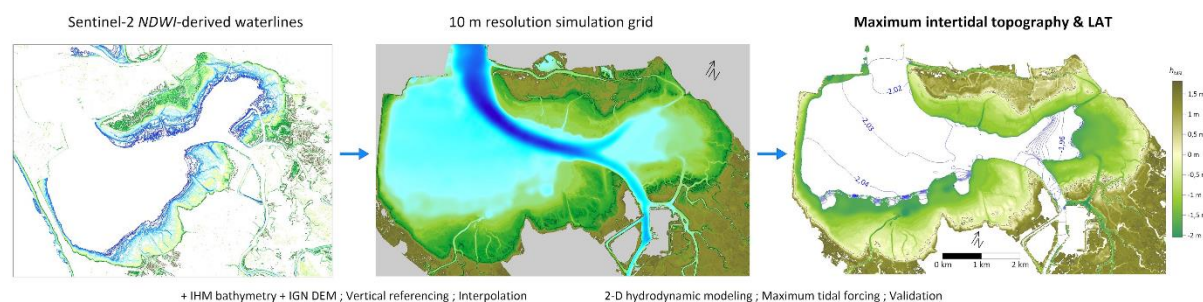 Sentinel-2 NDWI-derived waterlines
10 m resolution simulation grid
Maximum intertidal topography & LAT
N
N
N
-2.02
-2.03
-2.04
-1.96
h_MSL
1,5 m
1 m
0,5 m
0 m
-0,5 m
-1 m
-1,5 m
-2 m
0 km 1 km 2 km
+ IHM bathymetry + IGN DEM ; Vertical referencing ; Interpolation
2-D hydrodynamic modeling ; Maximum tidal forcing ; Validation